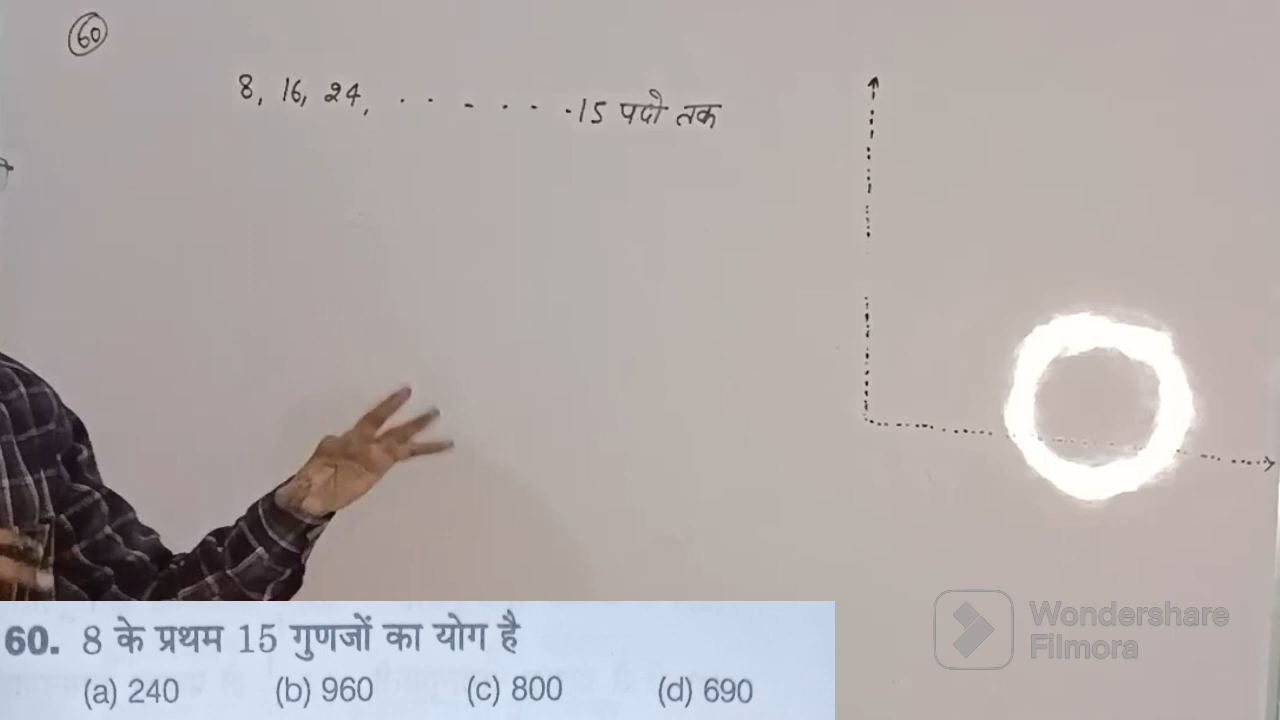 60
8, 16, 24, . . . . . . .15 पदो तक
60. 8 के प्रथम 15 गुणजों का योग है
(a) 240 (b) 960 (c) 800 (d) 690
Wondershare
Filmora